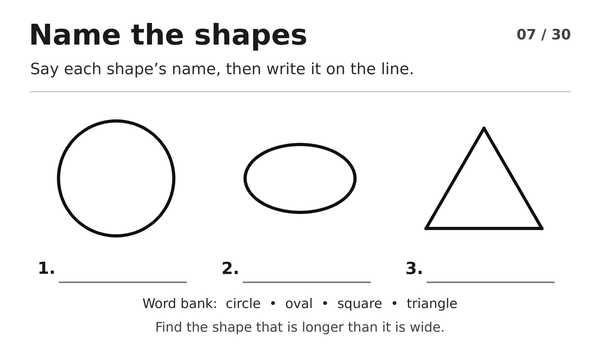 Name the shapes
07 / 30
Say each shape’s name, then write it on the line.
1.
2.
3.
Word bank: circle • oval • square • triangle
Find the shape that is longer than it is wide.